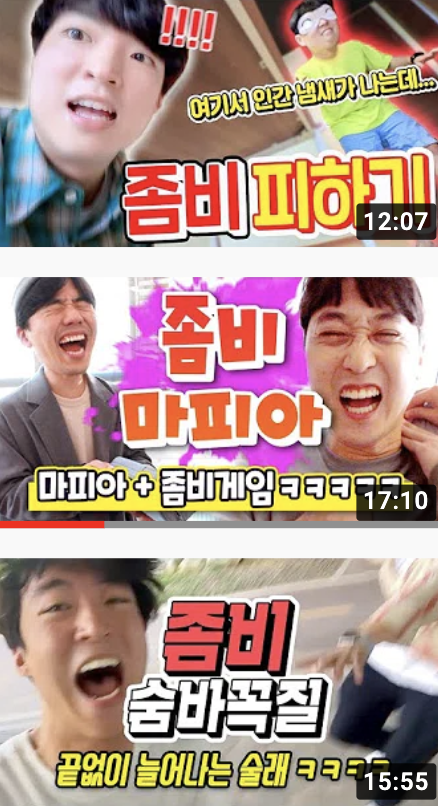 !!!!
여기서 인간 냄새가 나는데...
좀비 피하기
12:07
좀비
마피아
마피아 + 좀비게임 ㅋㅋㅋㅋㅋ
17:10
좀비
숨바꼭질
끝없이 늘어나는 술래 ㅋㅋㅋㅋ
15:55